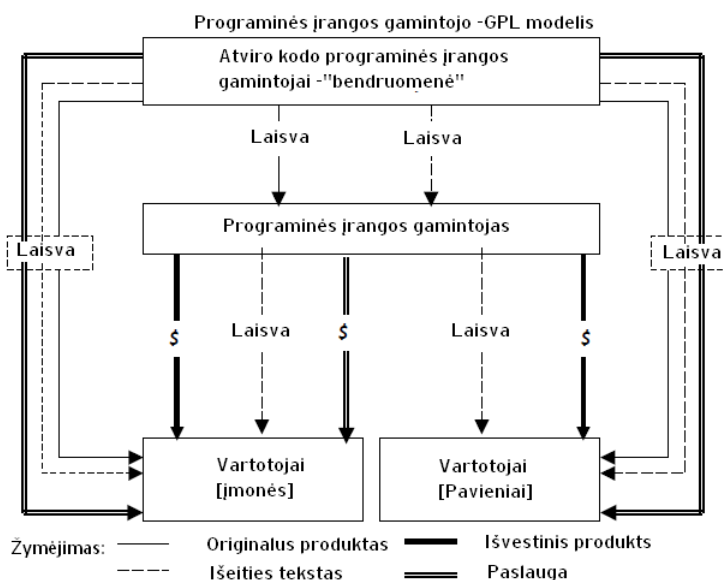 Programinės įrangos gamintojo -GPL modelis
Atviro kodo programinės įrangos
gamintojai -"bendruomenė"
Laisva
Laisva
Programinės įrangos gamintojas
Laisva
Laisva
$
Laisva
$
Laisva
$
Vartotojai
[įmonės]
Vartotojai
[Pavieniai]
Žymėjimas:
Originalus produktas
Išvestinis produkts
Išeities tekstas
Paslauga